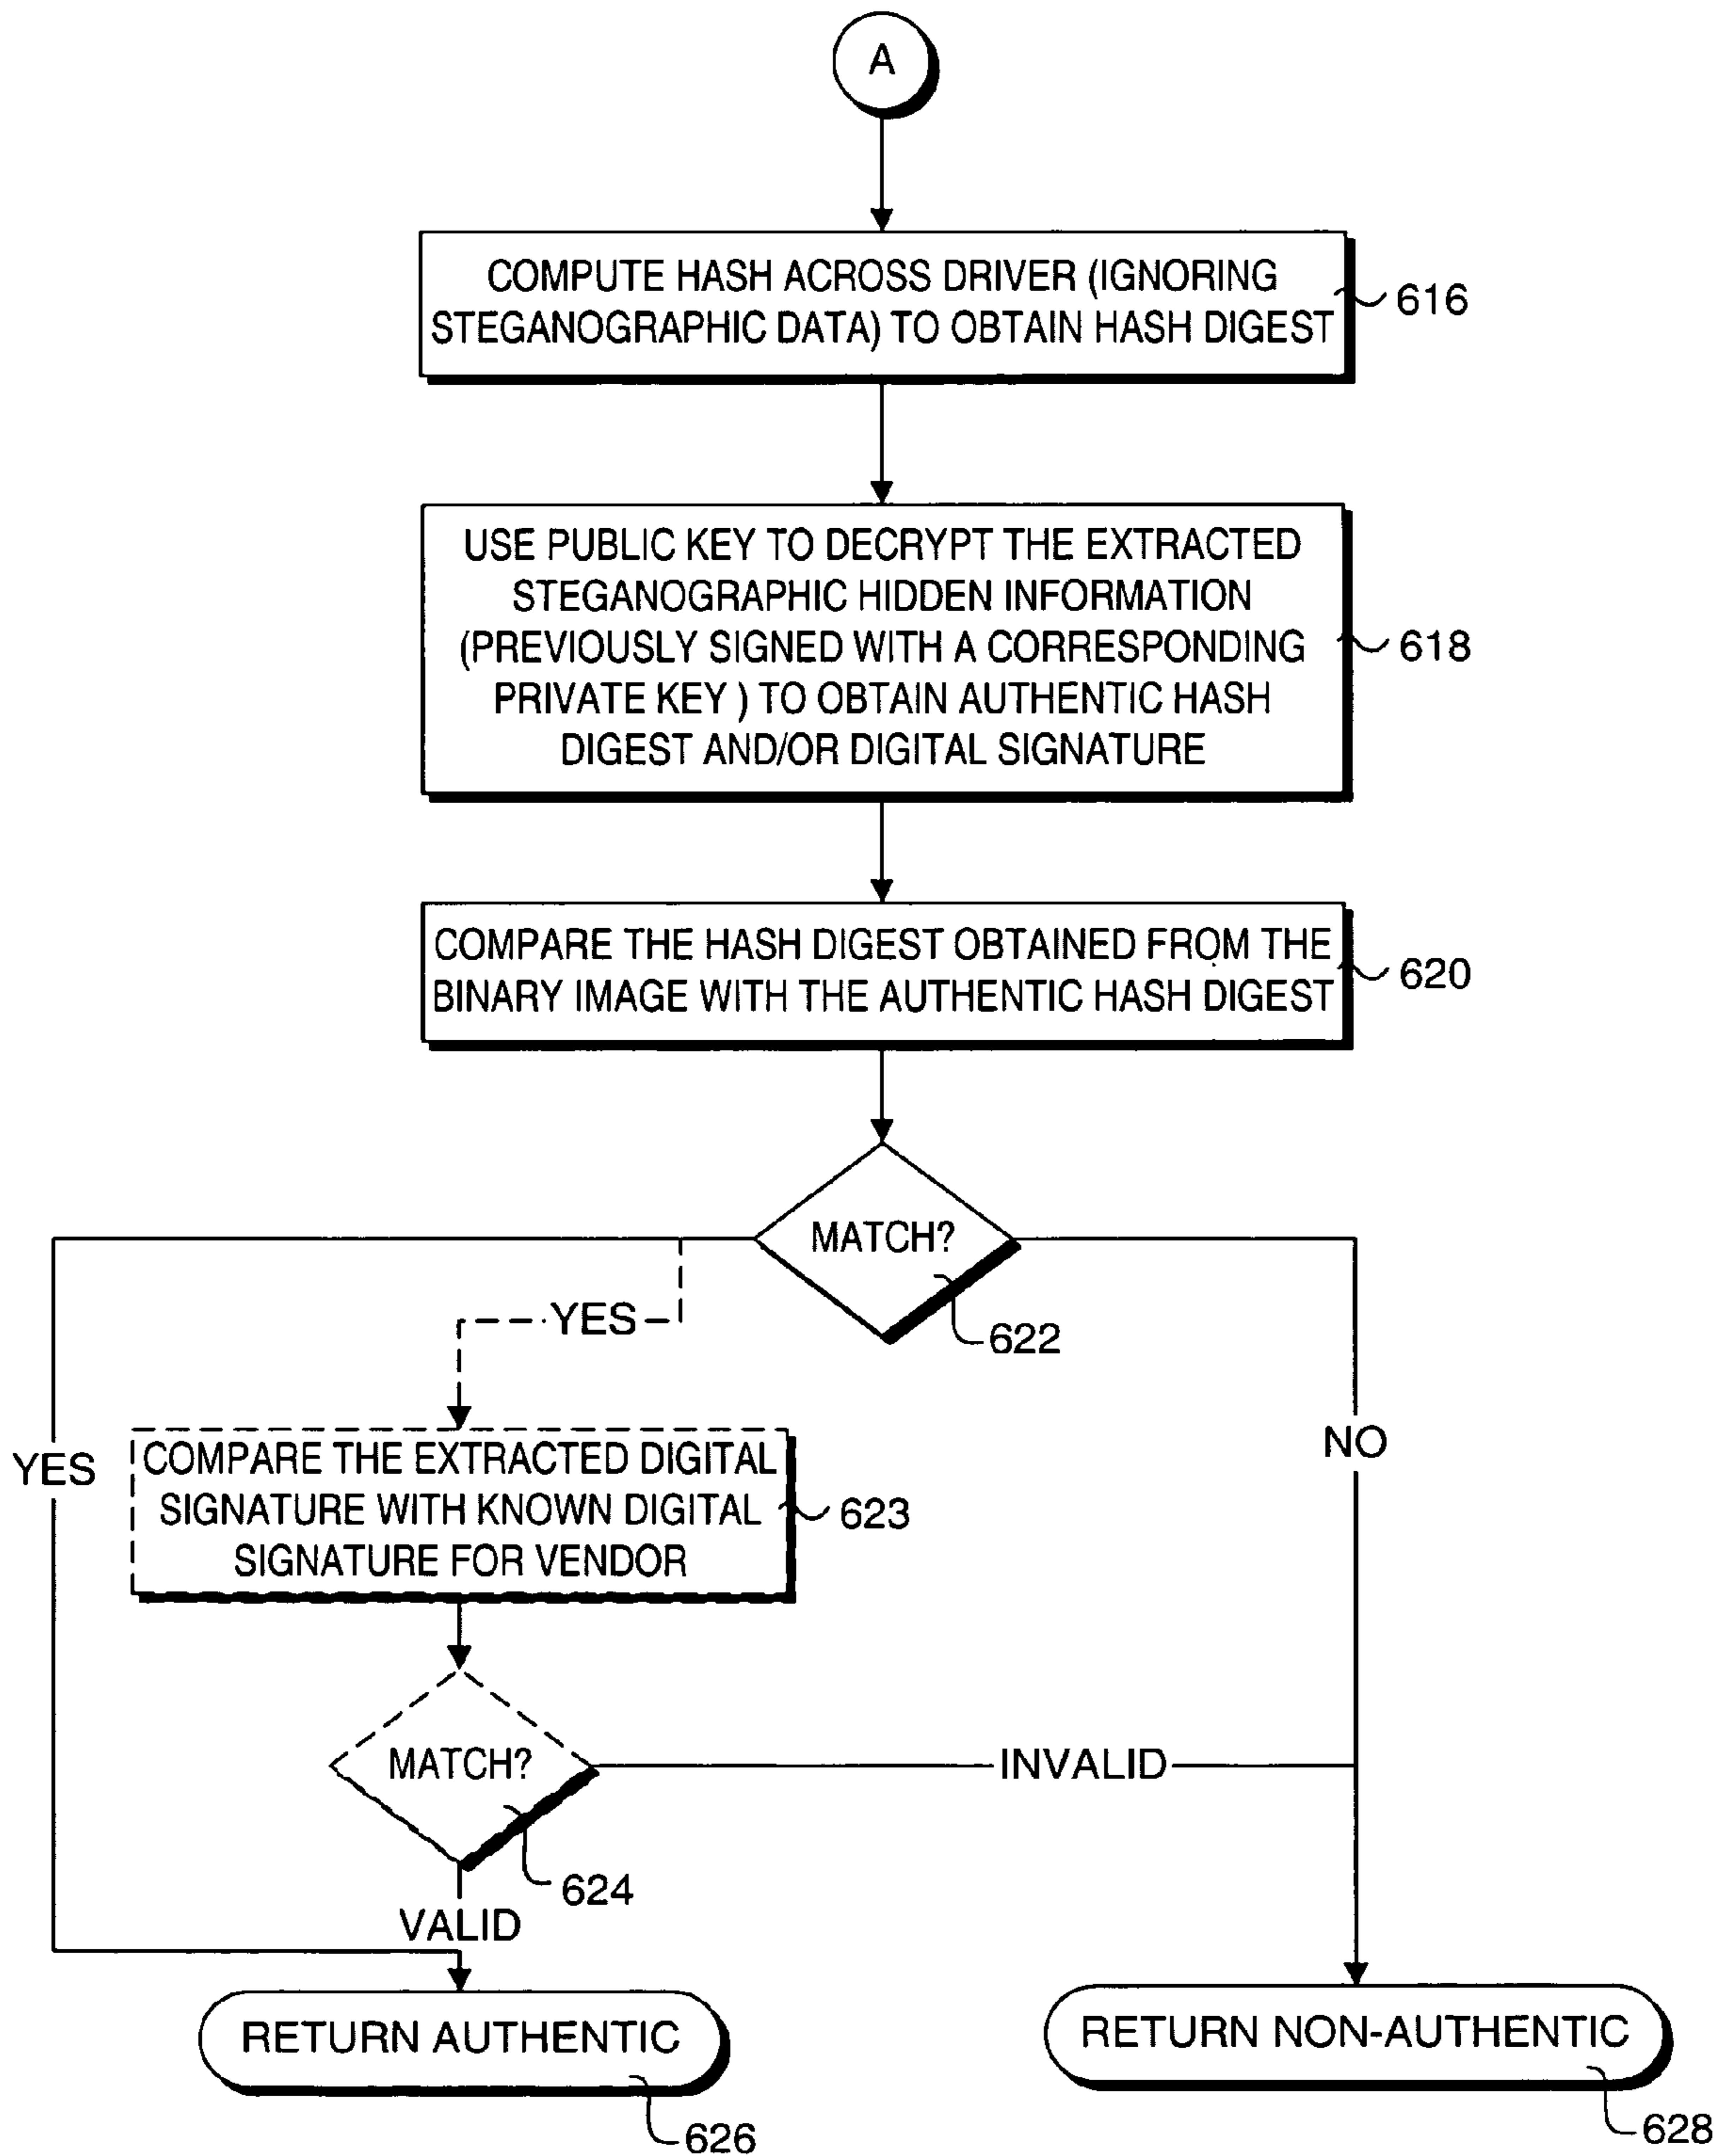 A
COMPUTE HASH ACROSS DRIVER (IGNORING
STEGANOGRAPHIC DATA) TO OBTAIN HASH DIGEST
616
USE PUBLIC KEY TO DECRYPT THE EXTRACTED
STEGANOGRAPHIC HIDDEN INFORMATION
(PREVIOUSLY SIGNED WITH A CORRESPONDING
PRIVATE KEY ) TO OBTAIN AUTHENTIC HASH
DIGEST AND/OR DIGITAL SIGNATURE
618
COMPARE THE HASH DIGEST OBTAINED FROM THE
BINARY IMAGE WITH THE AUTHENTIC HASH DIGEST
620
MATCH?
622
YES
NO
YES
COMPARE THE EXTRACTED DIGITAL
SIGNATURE WITH KNOWN DIGITAL
SIGNATURE FOR VENDOR
623
MATCH?
INVALID
624
VALID
RETURN AUTHENTIC
626
RETURN NON-AUTHENTIC
628